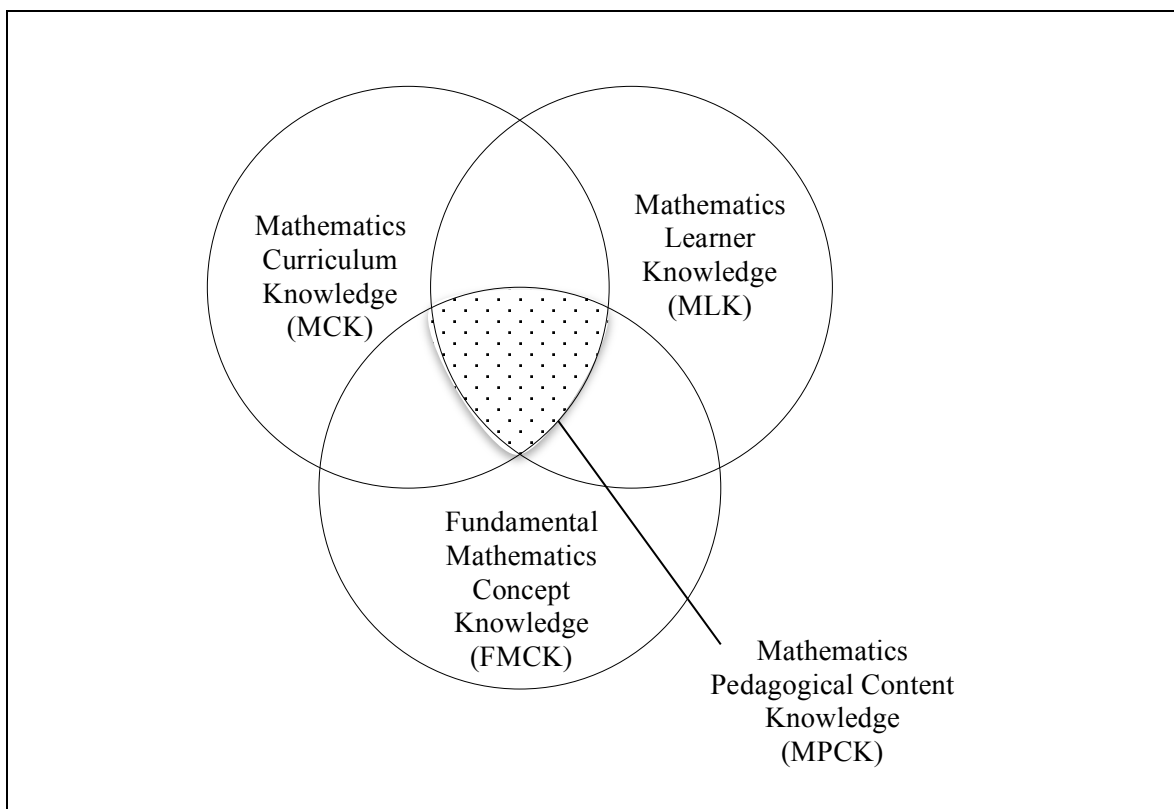 Mathematics
Curriculum
Knowledge
(MCK)
Mathematics
Learner
Knowledge
(MLK)
Fundamental
Mathematics
Concept
Knowledge
(FMCK)
Mathematics
Pedagogical Content
Knowledge
(MPCK)